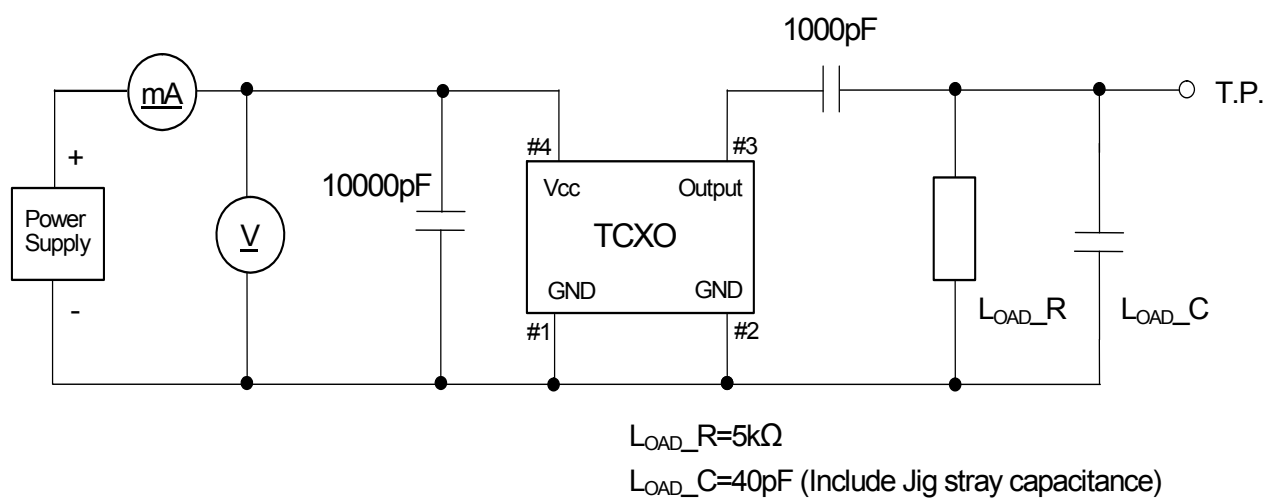 1000pF
mA
T.P.
+
#4
#3
10000pF
Vcc
Output
Power
Supply
V
TCXO
GND
GND
-
#1
#2
LOAD_R
LOAD_C
LOAD_R=5kΩ
LOAD_C=40pF (Include Jig stray capacitance)